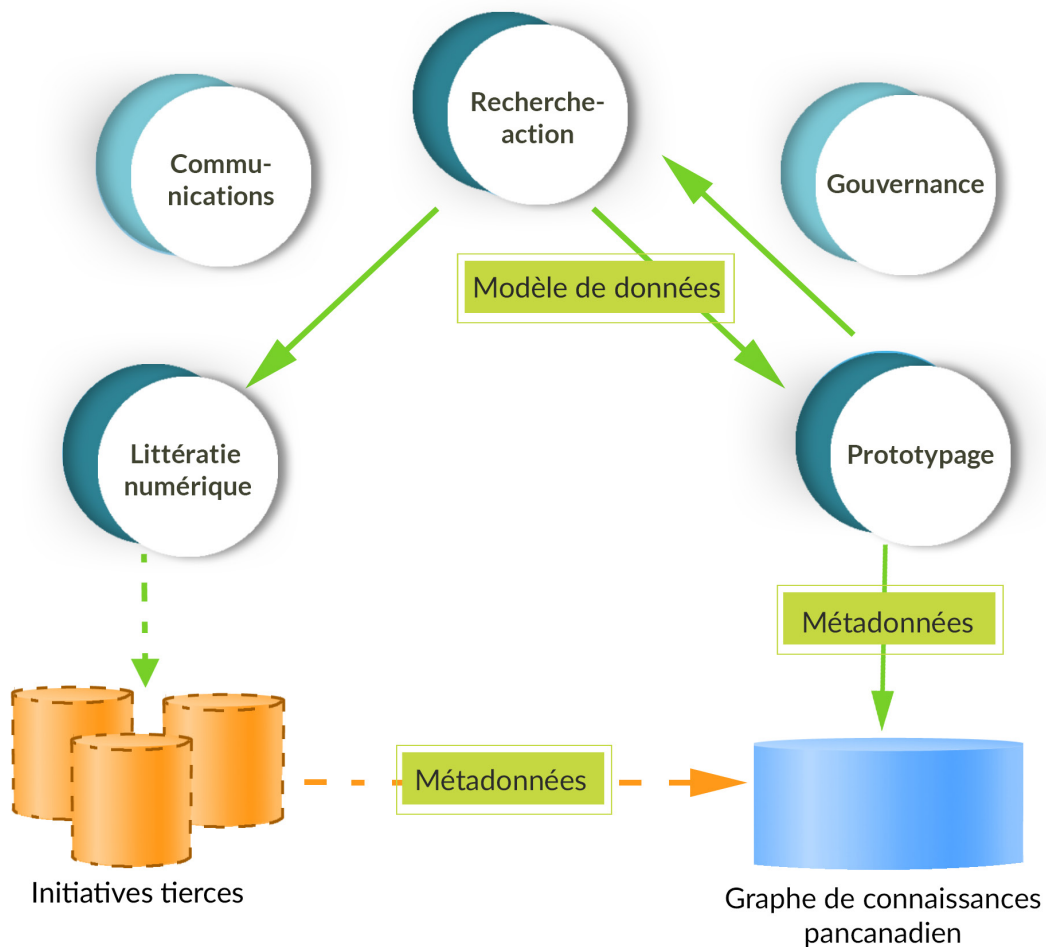 Recherche-
action
Commu-
nications
Gouvernance
Modèle de données
Littératie
numérique
Prototypage
Métadonnées
Métadonnées
Initiatives tierces
Graphe de connaissances
pancanadien